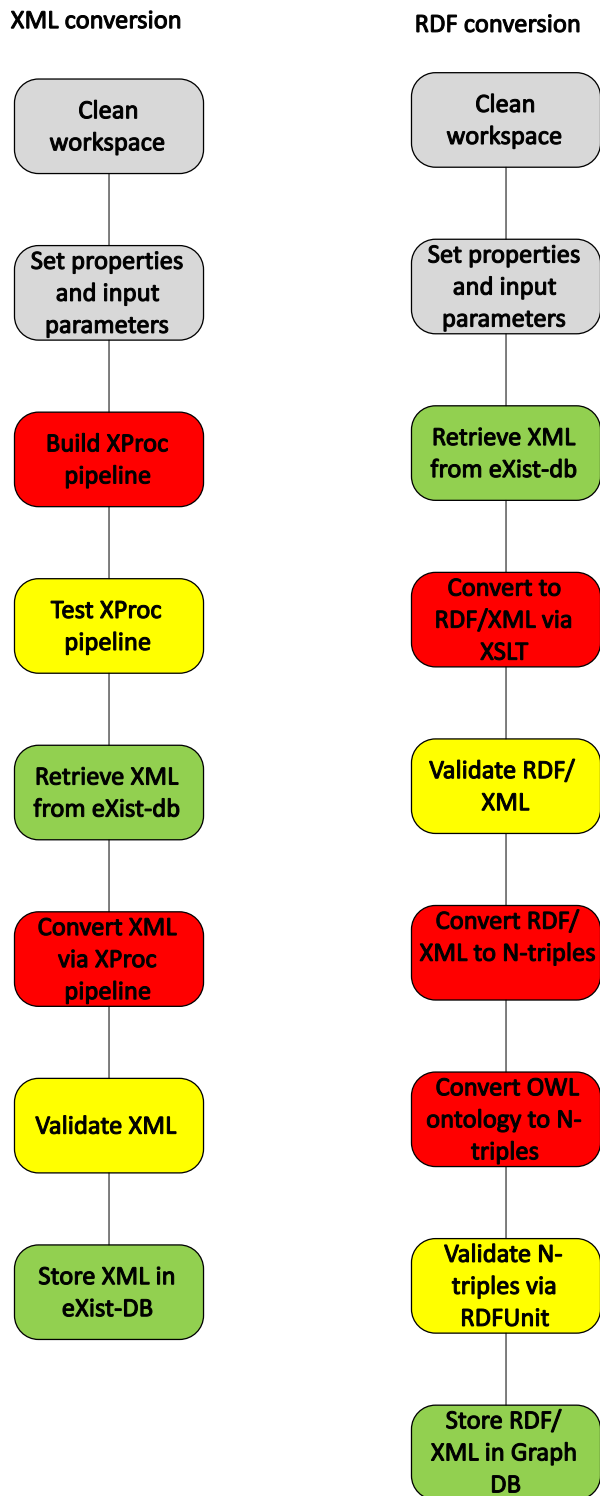 XML conversion
Clean
workspace
Set properties
and input
parameters
Build XProc
pipeline
Test XProc
pipeline
Retrieve XML
from eXist-db
Convert XML
via XProc
pipeline
Validate XML
Store XML in
eXist-DB
RDF conversion
Clean
workspace
Set properties
and input
parameters
Retrieve XML
from eXist-db
Convert to
RDF/XML via
XSLT
Validate RDF/
XML
Convert RDF/
XML to N-triples
Convert OWL
ontology to N-
triples
Validate N-
triples via
RDFUnit
Store RDF/
XML in Graph
DB